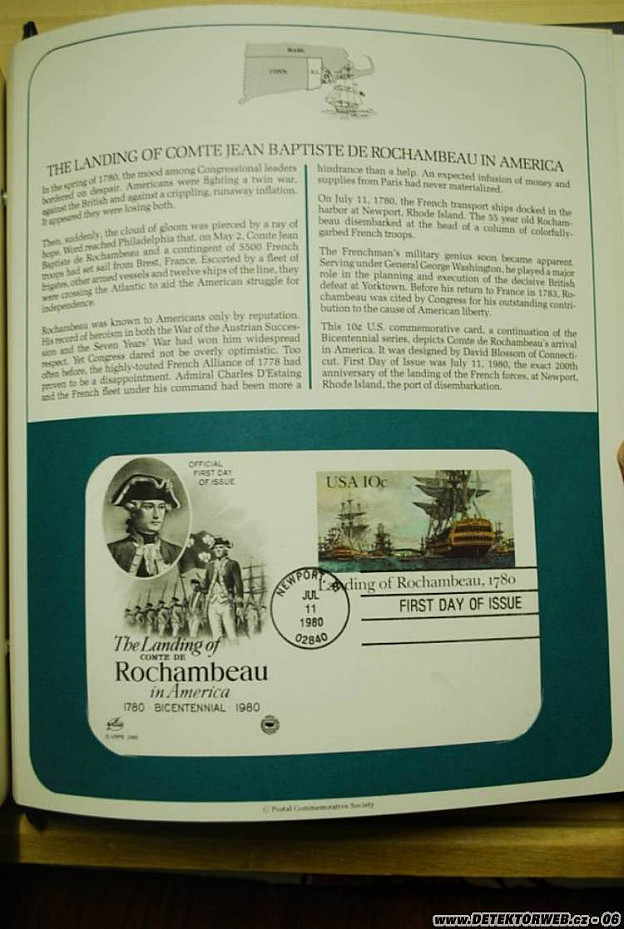 MASS.
CONN.
R.I.
THE LANDING OF COMTE JEAN BAPTISTE DE ROCHAMBEAU IN AMERICA
In the spring of 1780, the mood among Congressional leaders
bordered on despair. Americans were fighting a twin war,
against the British and against a crippling, runaway inflation.
It appeared they were losing both.
Then, suddenly, the cloud of gloom was pierced by a ray of
hope. Word reached Philadelphia that, on May 2, Comte Jean
Baptiste de Rochambeau and a contingent of 5500 French
troops had set sail from Brest, France. Escorted by a fleet of
frigates, other armed vessels and twelve ships of the line, they
were crossing the Atlantic to aid the American struggle for
independence.
Rochambeau was known to Americans only by reputation.
His record of heroism in both the War of the Austrian Succes-
sion and the Seven Years' War had won him widespread
respect. Yet Congress dared not be overly optimistic. Too
often before, the highly-touted French Alliance of 1778 had
proven to be a disappointment. Admiral Charles D'Estaing
and the French fleet under his command had been more a
hindrance than a help. An expected infusion of money and
supplies from Paris had never materialized.
On July 11, 1780, the French transport ships docked in the
harbor at Newport, Rhode Island. The 55 year old Rocham-
beau disembarked at the head of a column of colorfully-
garbed French troops.
The Frenchman's military genius soon became apparent.
Serving under General George Washington, he played a major
role in the planning and execution of the decisive British
defeat at Yorktown. Before his return to France in 1783, Ro-
chambeau was cited by Congress for his outstanding contri-
bution to the cause of American liberty.
This 10¢ U.S. commemorative card, a continuation of the
Bicentennial series, depicts Comte de Rochambeau's arrival
in America. It was designed by David Blossom of Connecti-
cut. First Day of Issue was July 11, 1980, the exact 200th
anniversary of the landing of the French forces, at Newport,
Rhode Island, the port of disembarkation.
OFFICIAL
FIRST DAY
OF ISSUE
USA 10c
Landing of Rochambeau, 1780
NEWPORT, RI
JUL
11
1980
02840
FIRST DAY OF ISSUE
The Landing of
COMTE DE
Rochambeau
in America
1780 · BICENTENNIAL · 1980
© USPS 1980
© Postal Commemorative Society
www.DETEKTORWEB.cz - 06